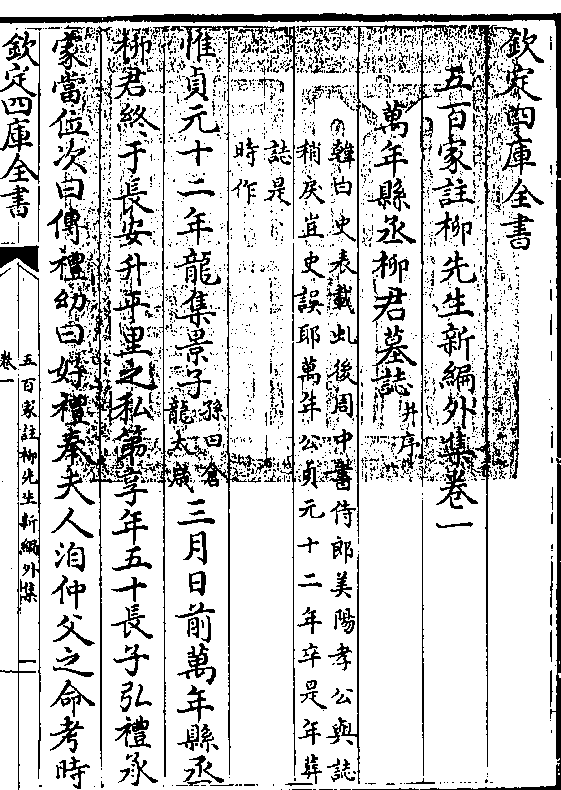 欽定四庫全書
五百家註柳先生新編外集卷一
萬年縣丞柳君墓誌并序
韓曰史表載虬後周中書侍郎美陽孝公與誌
稍戾豈史誤耶萬年公貞元十二年卒是年葬
誌是
時作
惟貞元十二年龍集景子孫曰龍太歲三月日前萬年縣丞
柳君終于長安升平里之私第享年五十長子弘禮承
家當位次曰傳禮幼曰好禮奉夫人洎仲父之命考時
欽定四庫全書
五百家註柳先生新編外集
卷一
一